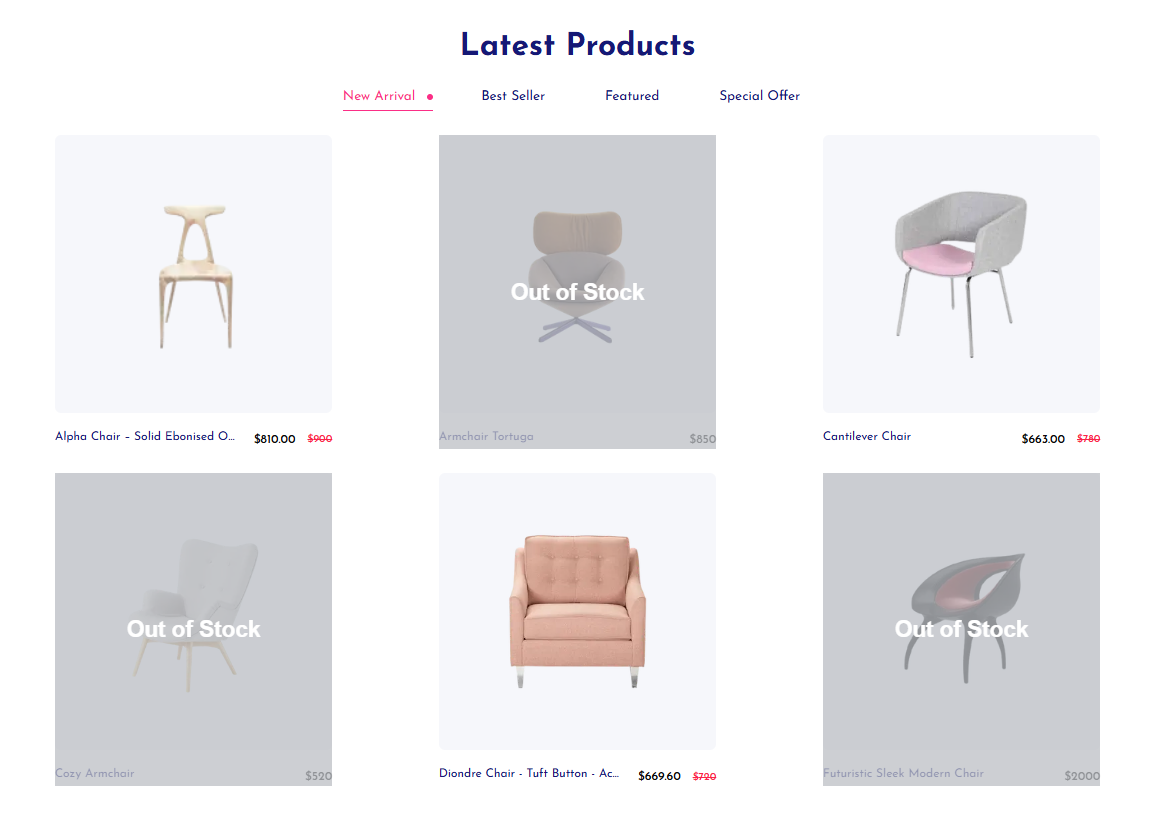 Latest Products
New Arrival
Best Seller
Featured
Special Offer
Alpha Chair – Solid Ebonised O... $810.00 $900
Out of Stock
Armchair Tortuga $850
Cantilever Chair $663.00 $780
Out of Stock
Cozy Armchair $520
Diondre Chair - Tuft Button - Ac... $669.60 $720
Out of Stock
Futuristic Sleek Modern Chair $2000